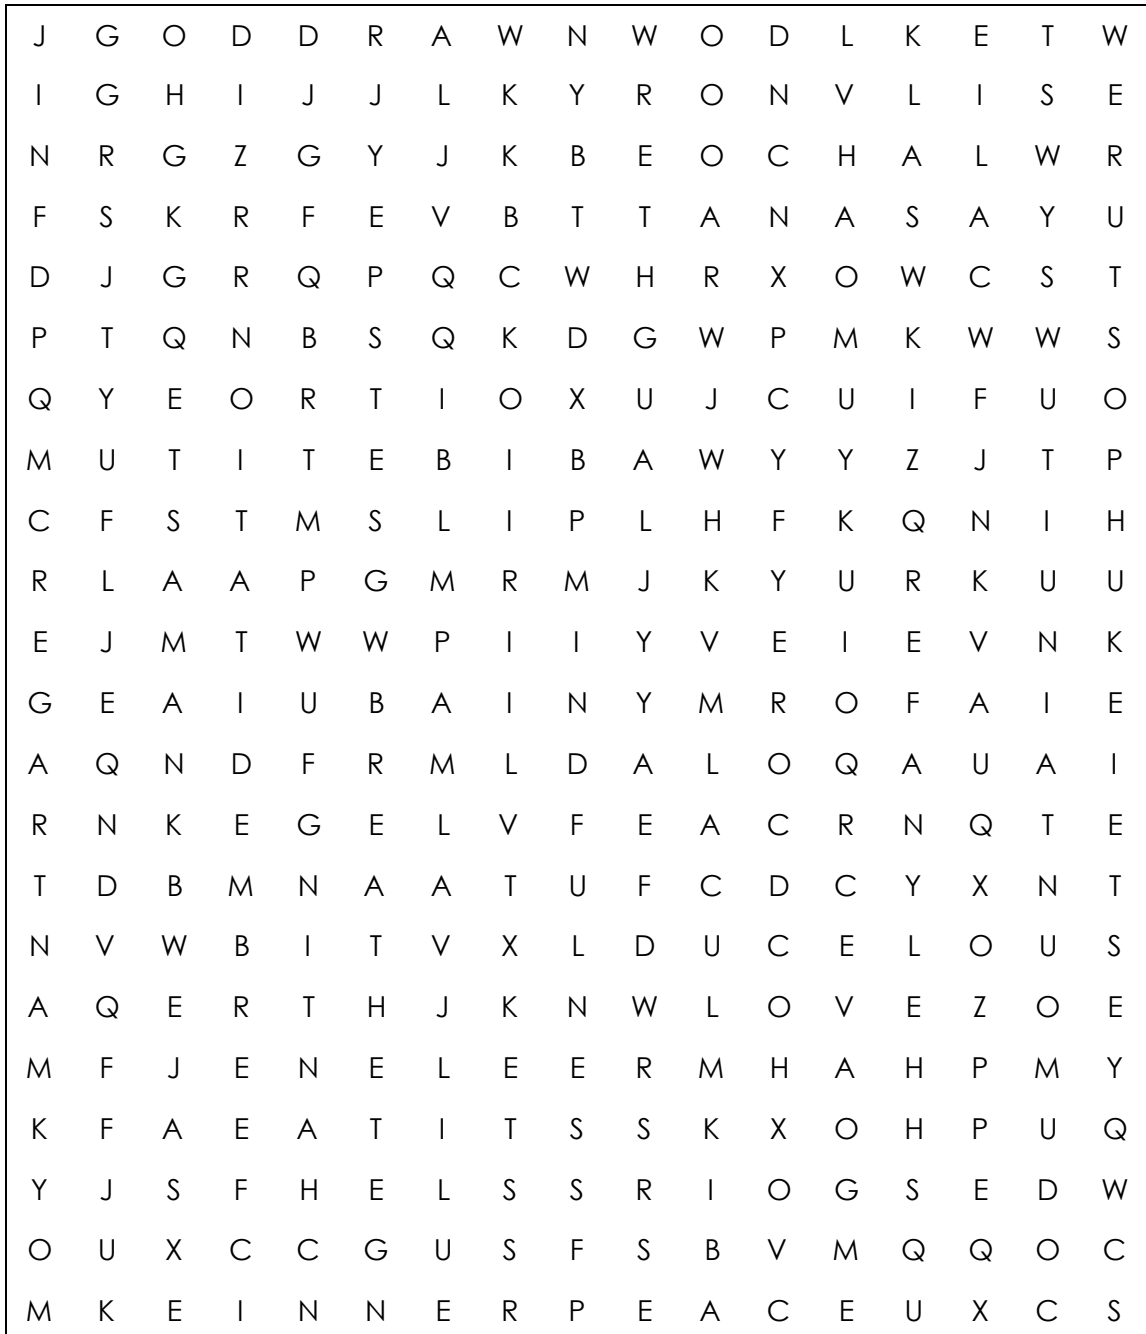 J G O D D R A W N W O D L K E T W
I G H I J J L K Y R O N V L I S E
N R G Z G Y J K B E O C H A L W R
F S K R F E V B T T A N A S A Y U
D J G R Q P Q C W H R X O W C S T
P T Q N B S Q K D G W P M K W W S
Q Y E O R T I O X U J C U I F U O
M U T I T E B I B A W Y Y Z J T P
C F S T M S L I P L H F K Q N I H
R L A A P G M R M J K Y U R K U U
E J M T W W P I I Y V E I E V N K
G E A I U B A I N Y M R O F A I E
A Q N D F R M L D A L O Q A U A I
R N K E G E L V F E A C R N Q T E
T D B M N A A T U F C D C Y X N T
N V W B I T V X L D U C E L O U S
A Q E R T H J K N W L O V E Z O E
M F J E N E L E E R M H A H P M Y
K F A E A T I T S S K X O H P U Q
Y J S F H E L S S R I O G S E D W
O U X C C G U S F S B V M Q Q O C
M K E I N N E R P E A C E U X C S